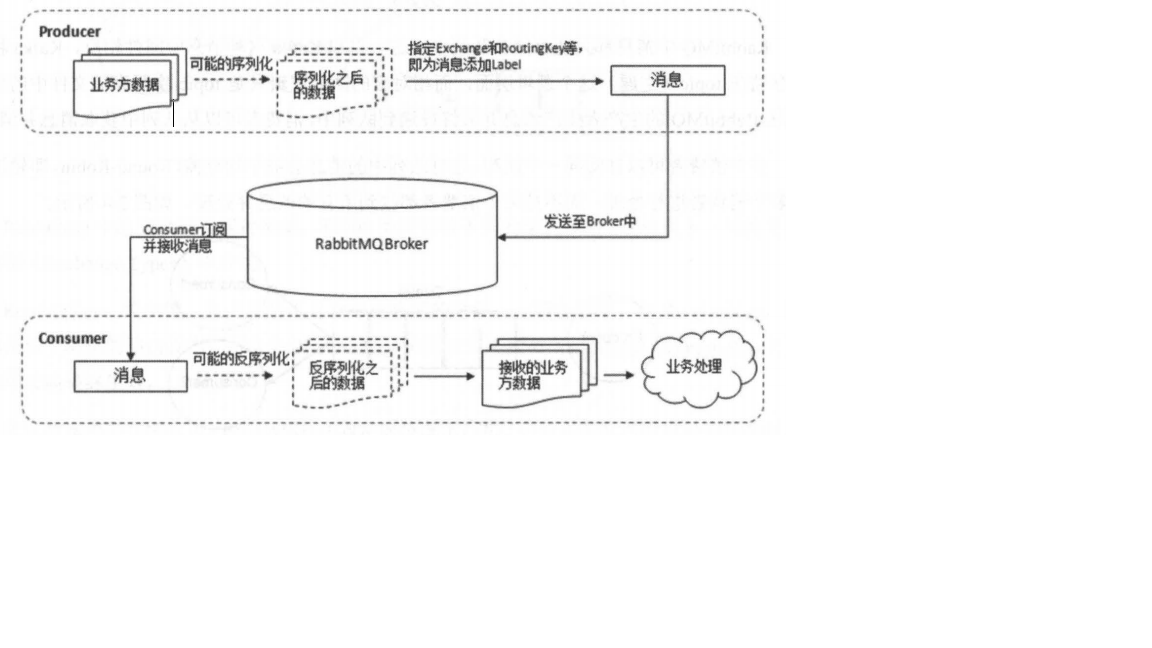 Producer
业务方数据
可能的序列化
序列化之后
的数据
指定Exchange和RoutingKey等，
即为消息添加Label
消息
发送至Broker中
RabbitMQ Broker
Consumer订阅
并接收消息
Consumer
消息
可能的反序列化
反序列化之
后的数据
接收的业务
方数据
业务处理